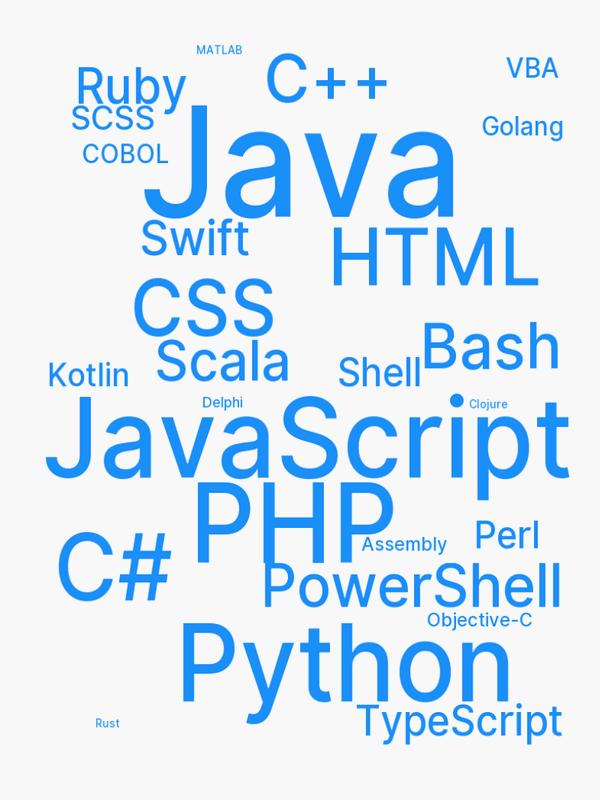 MATLAB
C++
VBA
Ruby
SCSS
Golang
COBOL
Java
Swift
HTML
CSS
Bash
Scala
Kotlin
Shell
Delphi
Clojure
JavaScript
PHP
Assembly
Perl
C#
PowerShell
Objective-C
Python
TypeScript
Rust